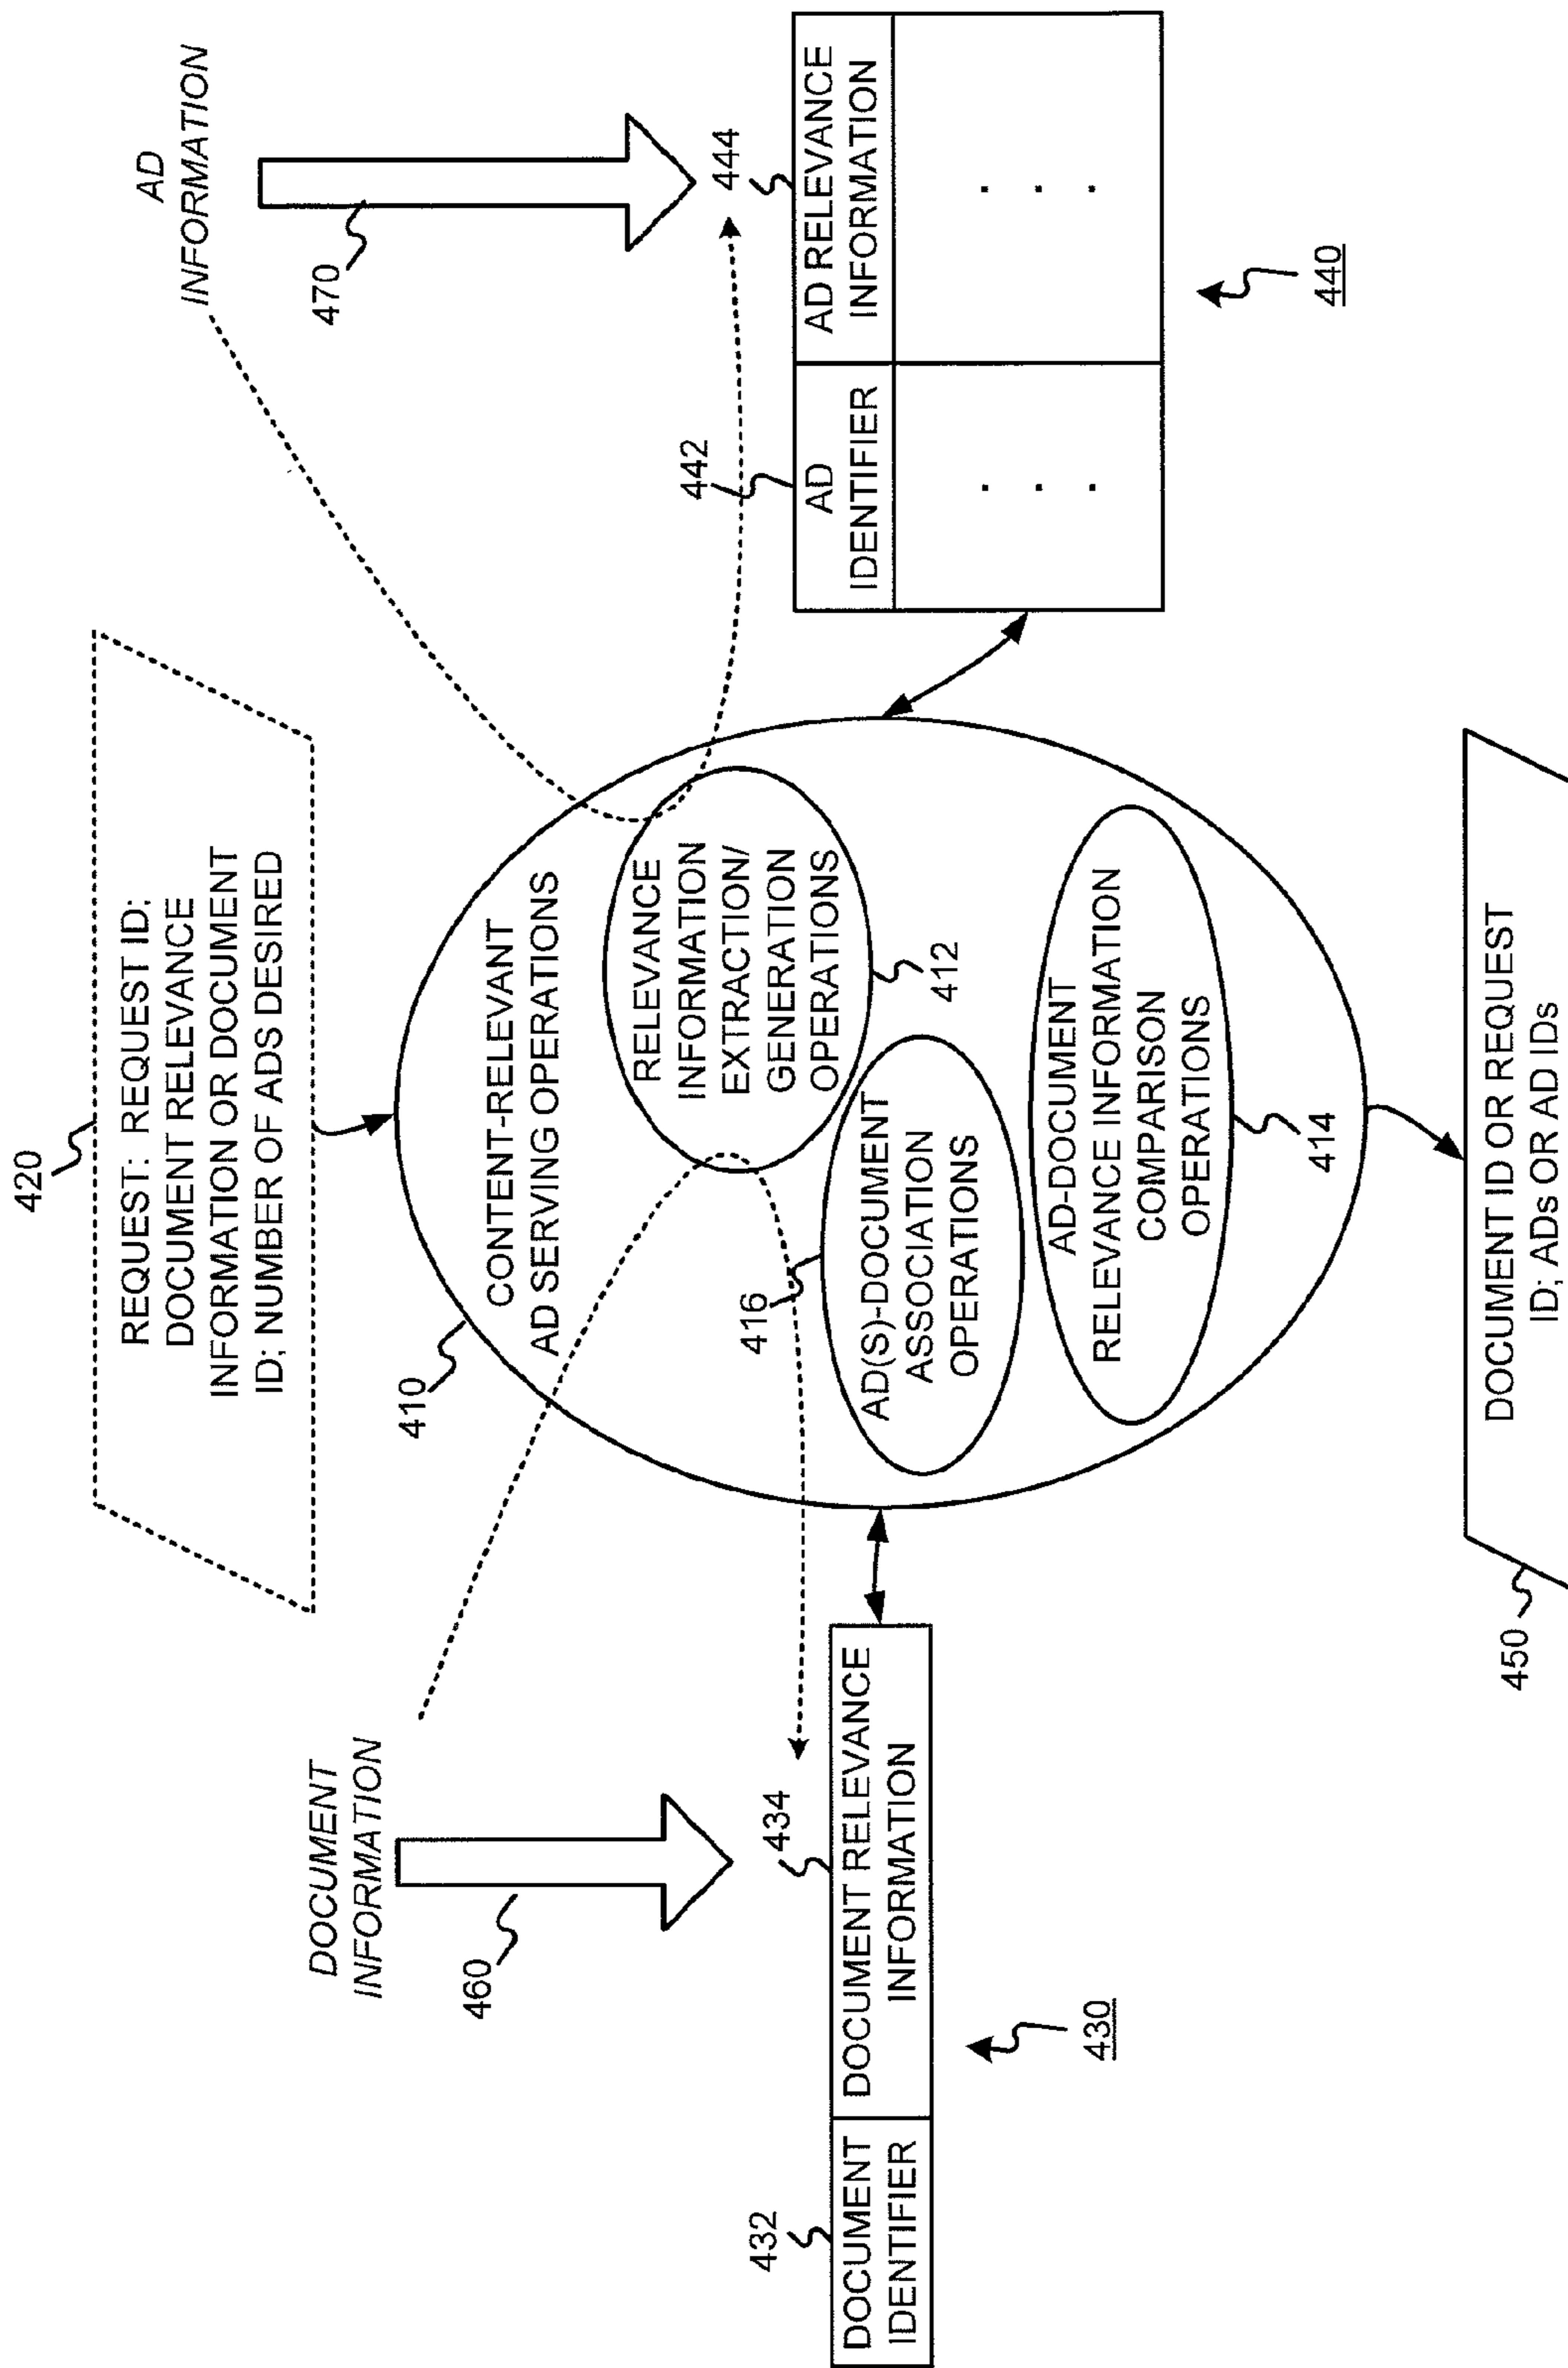 420
REQUEST: REQUEST ID;
DOCUMENT RELEVANCE
INFORMATION OR DOCUMENT
ID; NUMBER OF ADS DESIRED
AD
INFORMATION
470
DOCUMENT
INFORMATION
460
410
CONTENT-RELEVANT
AD SERVING OPERATIONS
RELEVANCE
INFORMATION
EXTRACTION/
GENERATION
OPERATIONS
412
416
AD(S)-DOCUMENT
ASSOCIATION
OPERATIONS
AD-DOCUMENT
RELEVANCE INFORMATION
COMPARISON
OPERATIONS
414
432
434
DOCUMENT
IDENTIFIER
DOCUMENT RELEVANCE
INFORMATION
430
442
444
AD
IDENTIFIER
AD RELEVANCE
INFORMATION
. . .
. . .
440
450
DOCUMENT ID OR REQUEST
ID; ADs OR AD IDs